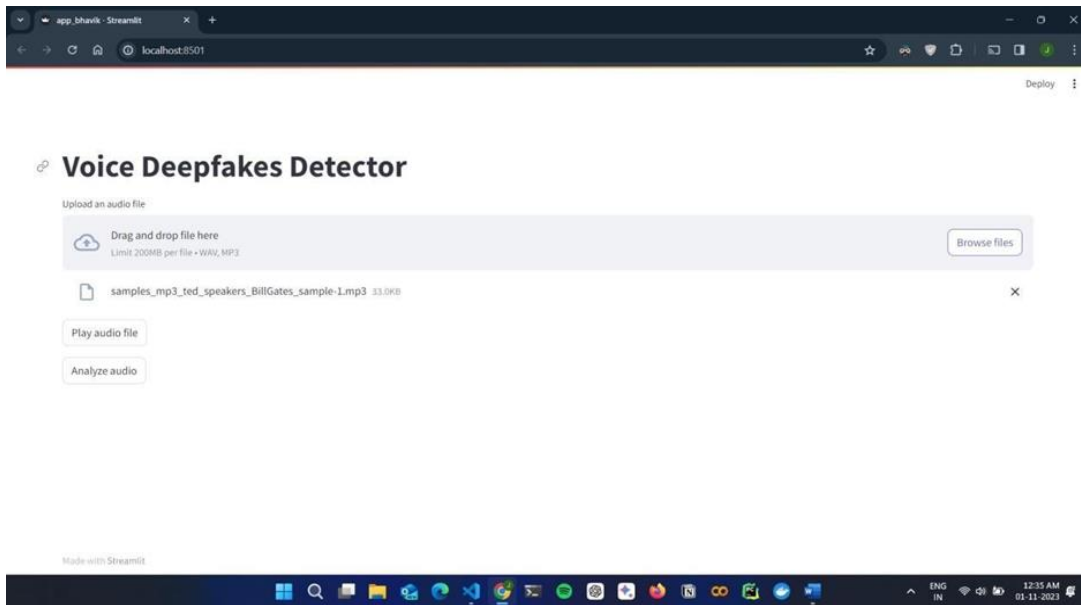 app_bhavik · Streamlit
localhost:8501
Deploy
Voice Deepfakes Detector
Upload an audio file
Drag and drop file here
Limit 200MB per file • WAV, MP3
Browse files
samples_mp3_ted_speakers_BillGates_sample-1.mp3 33.0KB
Play audio file
Analyze audio
Made with Streamlit
ENG
IN
12:35 AM
01-11-2023